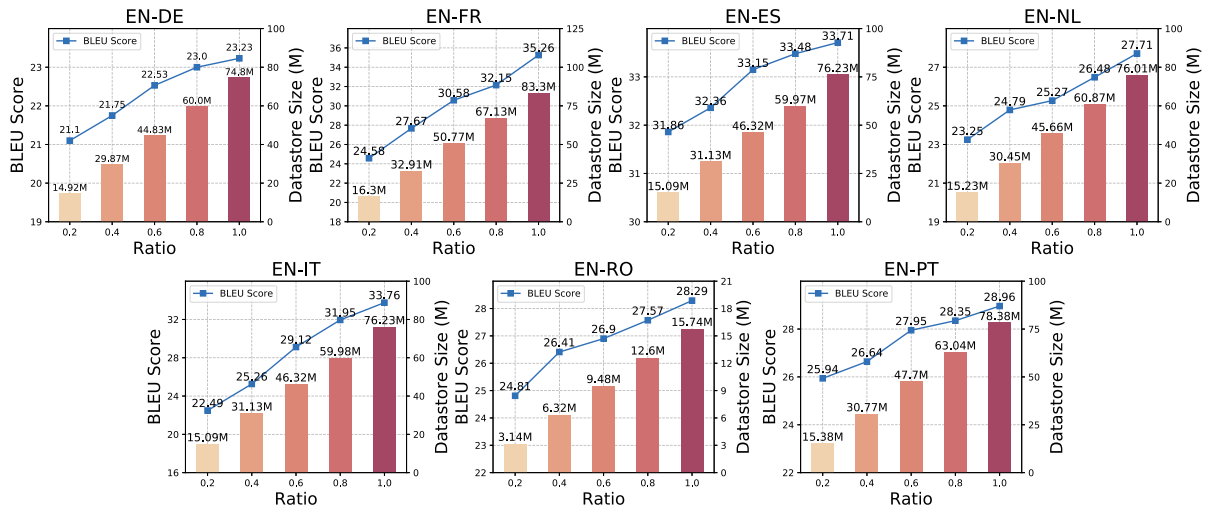 EN-DE
BLEU Score
BLEU Score
Datastore Size (M)
Ratio
19
20
21
22
23
0
20
40
60
80
100
0.2
0.4
0.6
0.8
1.0
21.1
21.75
22.53
23.0
23.23
14.92M
29.87M
44.83M
60.0M
74.8M
EN-FR
BLEU Score
BLEU Score
Datastore Size (M)
Ratio
18
20
22
24
26
28
30
32
34
36
0
25
50
75
100
125
0.2
0.4
0.6
0.8
1.0
24.58
27.67
30.58
32.15
35.26
16.3M
32.91M
50.77M
67.13M
83.3M
EN-ES
BLEU Score
BLEU Score
Datastore Size (M)
Ratio
30
31
32
33
0
25
50
75
100
0.2
0.4
0.6
0.8
1.0
31.86
32.36
33.15
33.48
33.71
15.09M
31.13M
46.32M
59.97M
76.23M
EN-NL
BLEU Score
BLEU Score
Datastore Size (M)
Ratio
19
21
23
25
27
0
20
40
60
80
100
0.2
0.4
0.6
0.8
1.0
23.25
24.79
25.27
26.48
27.71
15.23M
30.45M
45.66M
60.87M
76.01M
EN-IT
BLEU Score
BLEU Score
Datastore Size (M)
Ratio
16
20
24
28
32
0
20
40
60
80
100
0.2
0.4
0.6
0.8
1.0
22.49
25.26
29.12
31.95
33.76
15.09M
31.13M
46.32M
59.98M
76.23M
EN-RO
BLEU Score
BLEU Score
Datastore Size (M)
Ratio
22
23
24
25
26
27
28
0
3
6
9
12
15
18
21
0.2
0.4
0.6
0.8
1.0
24.81
26.41
26.9
27.57
28.29
3.14M
6.32M
9.48M
12.6M
15.74M
EN-PT
BLEU Score
BLEU Score
Datastore Size (M)
Ratio
22
24
26
28
0
25
50
75
100
0.2
0.4
0.6
0.8
1.0
25.94
26.64
27.95
28.35
28.96
15.38M
30.77M
47.7M
63.04M
78.38M